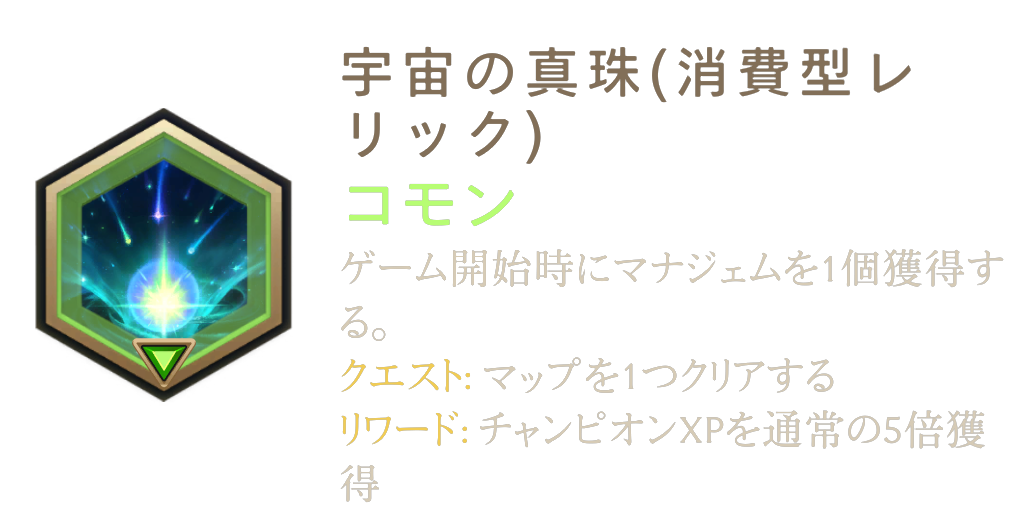 宇宙の真珠(消費型レ
リック)
コモン
ゲーム開始時にマナジェムを1個獲得す
る。
クエスト: マップを1つクリアする
リワード: チャンピオンXPを通常の5倍獲
得